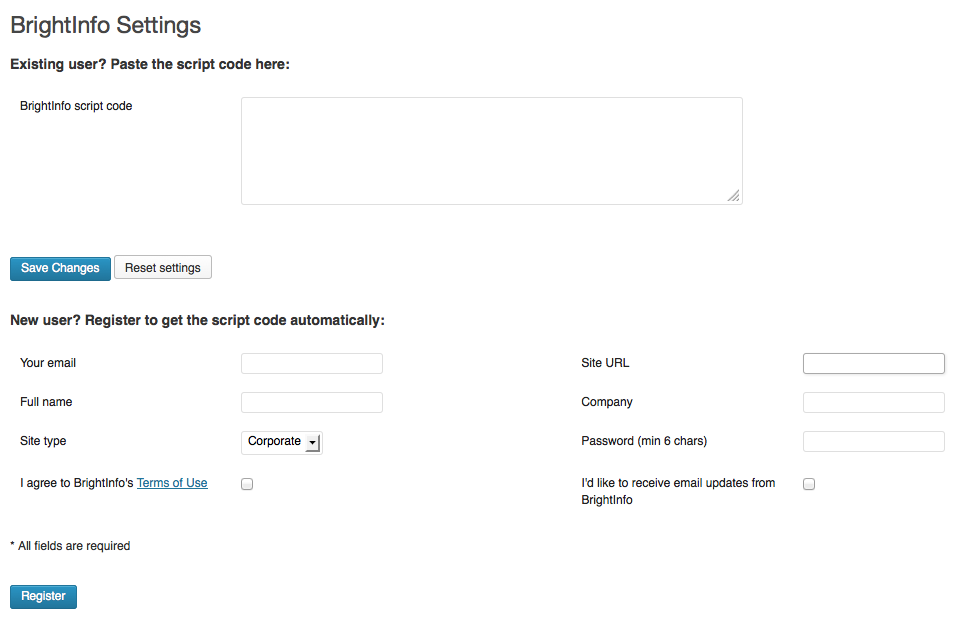 BrightInfo Settings
Existing user? Paste the script code here:
BrightInfo script code
Save Changes Reset settings
New user? Register to get the script code automatically:
Your email Site URL
Full name Company
Site type Corporate Password (min 6 chars)
I agree to BrightInfo's Terms of Use I'd like to receive email updates from
BrightInfo
* All fields are required
Register